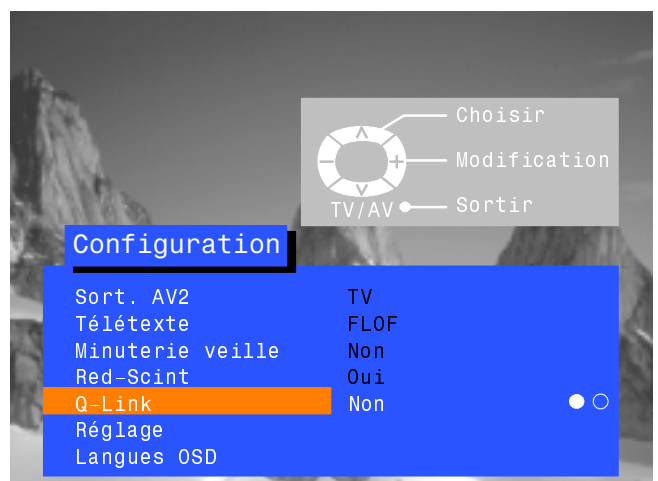 Choisir
Modification
TV/AV Sortir
Configuration
Sort. AV2 TV
Télétexte FLOF
Minuterie veille Non
Red-Scint Oui
Q-Link Non
Réglage
Langues OSD